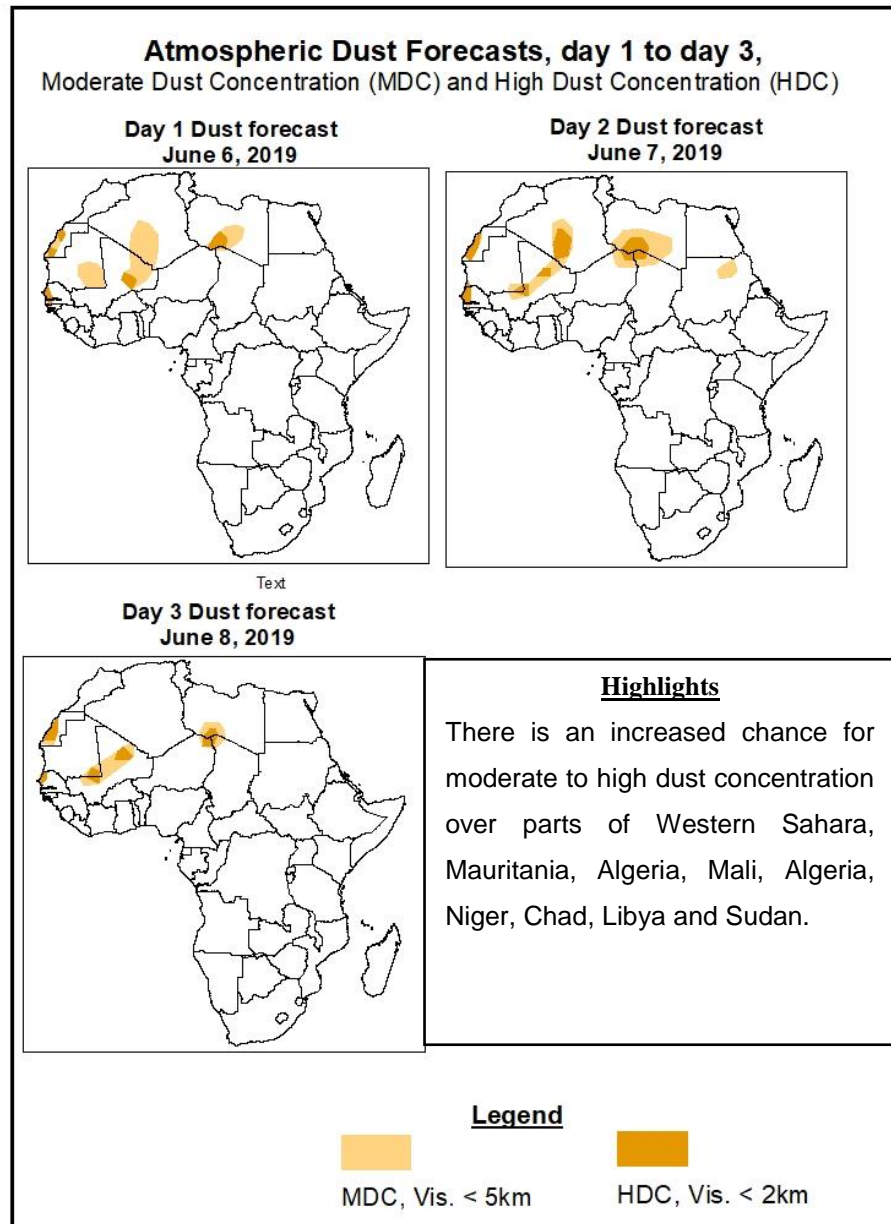 Atmospheric Dust Forecasts, day 1 to day 3,
Moderate Dust Concentration (MDC) and High Dust Concentration (HDC)
Day 1 Dust forecast
June 6, 2019
Day 2 Dust forecast
June 7, 2019
Text
Day 3 Dust forecast
June 8, 2019
Highlights
There is an increased chance for
moderate to high dust concentration
over parts of Western Sahara,
Mauritania, Algeria, Mali, Algeria,
Niger, Chad, Libya and Sudan.
Legend
MDC, Vis. < 5km
HDC, Vis. < 2km